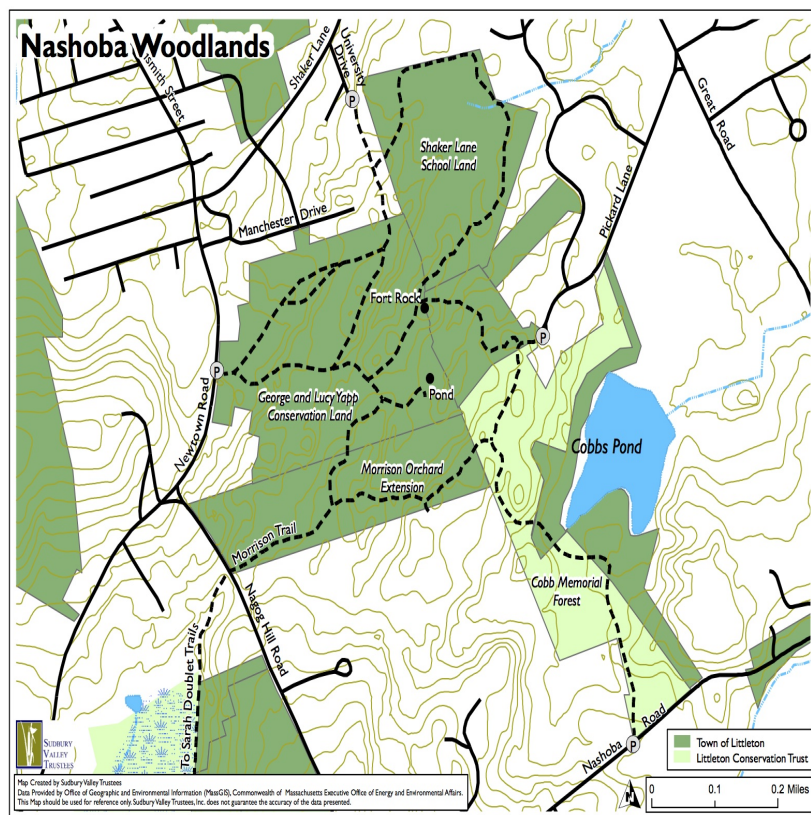 Nashoba Woodlands
Shaker Lane
University
Drive
P
Shaker Lane
School Land
Great Road
Pickard Lane
Manchester Drive
Fort Rock
P
P
George and Lucy Yapp
Conservation Land
Pond
Newtown Road
Cobbs Pond
Morrison Orchard
Extension
Morrison Trail
Cobb Memorial
Forest
Nagog Hill Road
To Sarah Doublet Trails
Nashoba Road
P
SUDBURY
VALLEY
TRUSTEES
Town of Littleton
Littleton Conservation Trust
Map Created by Sudbury Valley Trustees
Data Provided by Office of Geographic and Environmental Information (MassGIS), Commonwealth of Massachusetts Executive Office of Energy and Environmental Affairs.
This Map should be used for reference only. Sudbury Valley Trustees, Inc. does not guarantee the accuracy of the data presented.
N
0 0.1 0.2 Miles